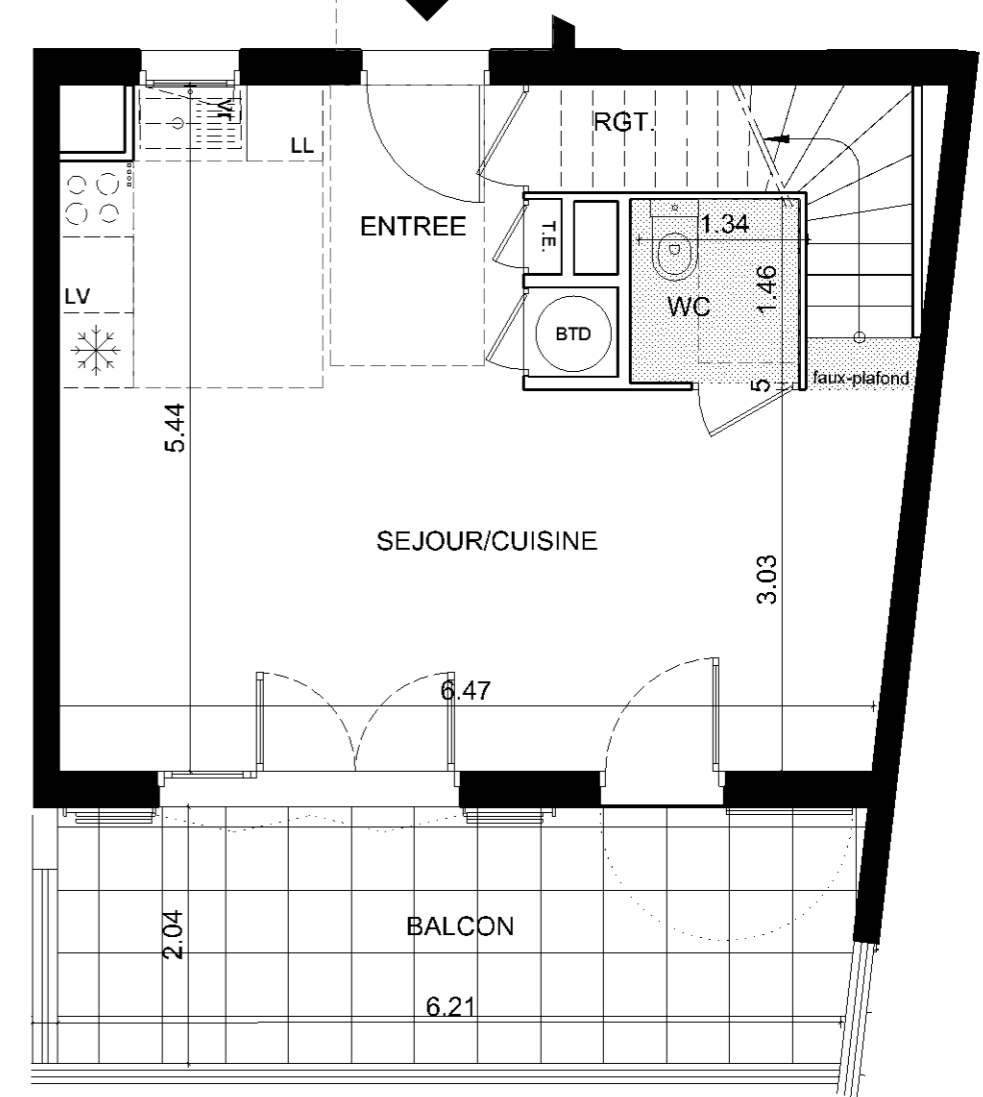 VF
RGT.
LL
ENTREE
T.E.
1.34
1.46
LV
WC
BTD
faux-plafond
5
5.44
SEJOUR/CUISINE
3.03
6.47
BALCON
2.04
6.21